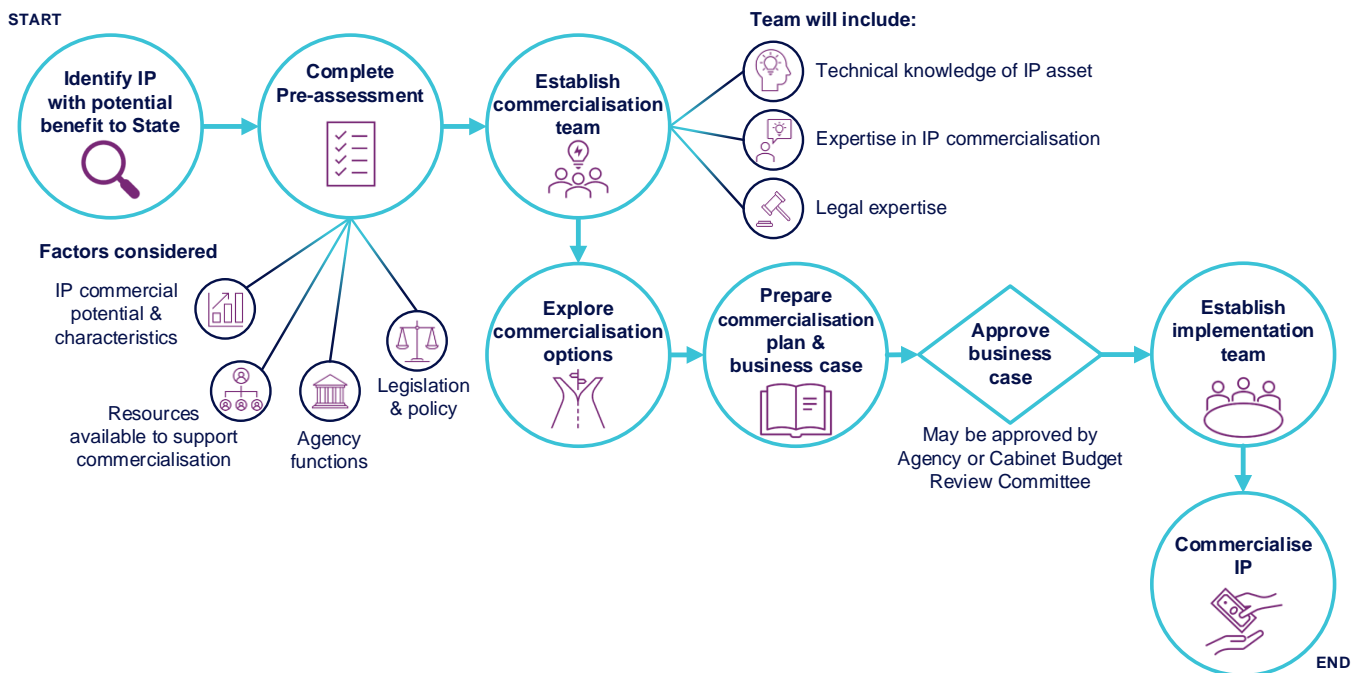 START
Identify IP
with potential
benefit to State
Complete
Pre-assessment
Establish
commercialisation
team
Team will include:
Technical knowledge of IP asset
Expertise in IP commercialisation
Legal expertise
Factors considered
IP commercial
potential &
characteristics
Resources
available to support
commercialisation
Agency
functions
Legislation
& policy
Explore
commercialisation
options
Prepare
commercialisation
plan &
business case
Approve
business
case
May be approved by
Agency or Cabinet Budget
Review Committee
Establish
implementation
team
Commercialise
IP
END